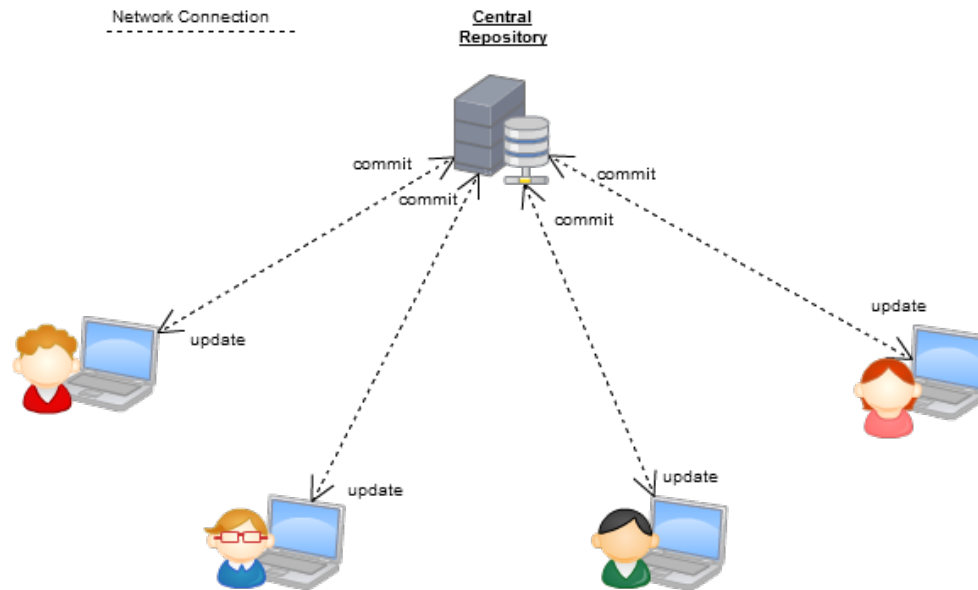 Network Connection
Central
Repository
commit
commit
commit
commit
update
update
update
update